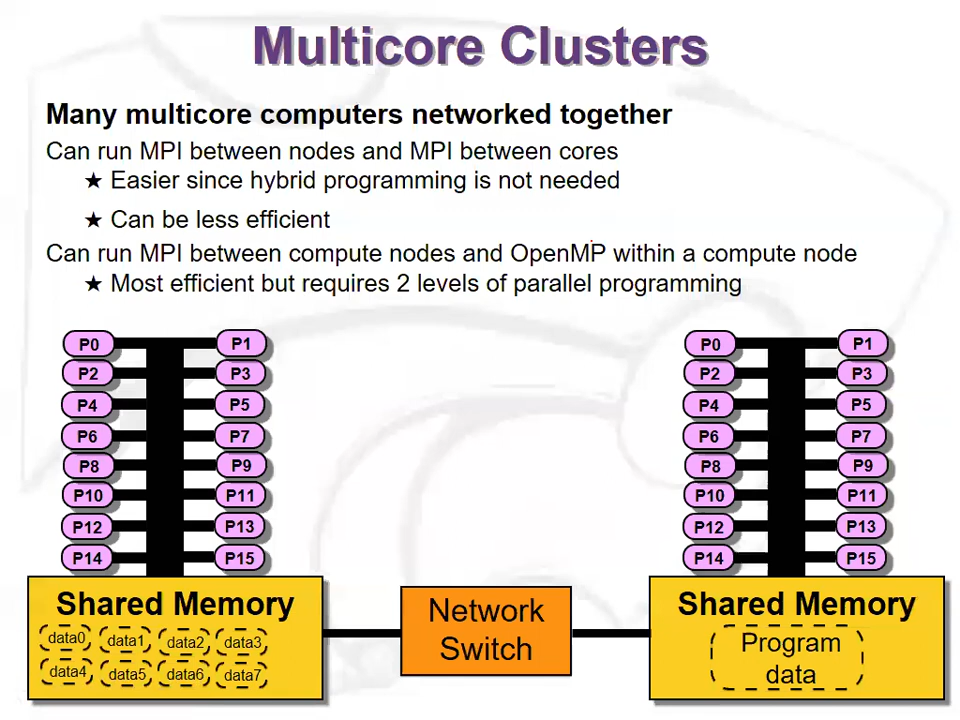 Multicore Clusters
Many multicore computers networked together
Can run MPI between nodes and MPI between cores
★ Easier since hybrid programming is not needed
★ Can be less efficient
Can run MPI between compute nodes and OpenMP within a compute node
★ Most efficient but requires 2 levels of parallel programming
P0 P1
P2 P3
P4 P5
P6 P7
P8 P9
P10 P11
P12 P13
P14 P15
Shared Memory
data0 data1 data2 data3
data4 data5 data6 data7
Network
Switch
P0 P1
P2 P3
P4 P5
P6 P7
P8 P9
P10 P11
P12 P13
P14 P15
Shared Memory
Program
data